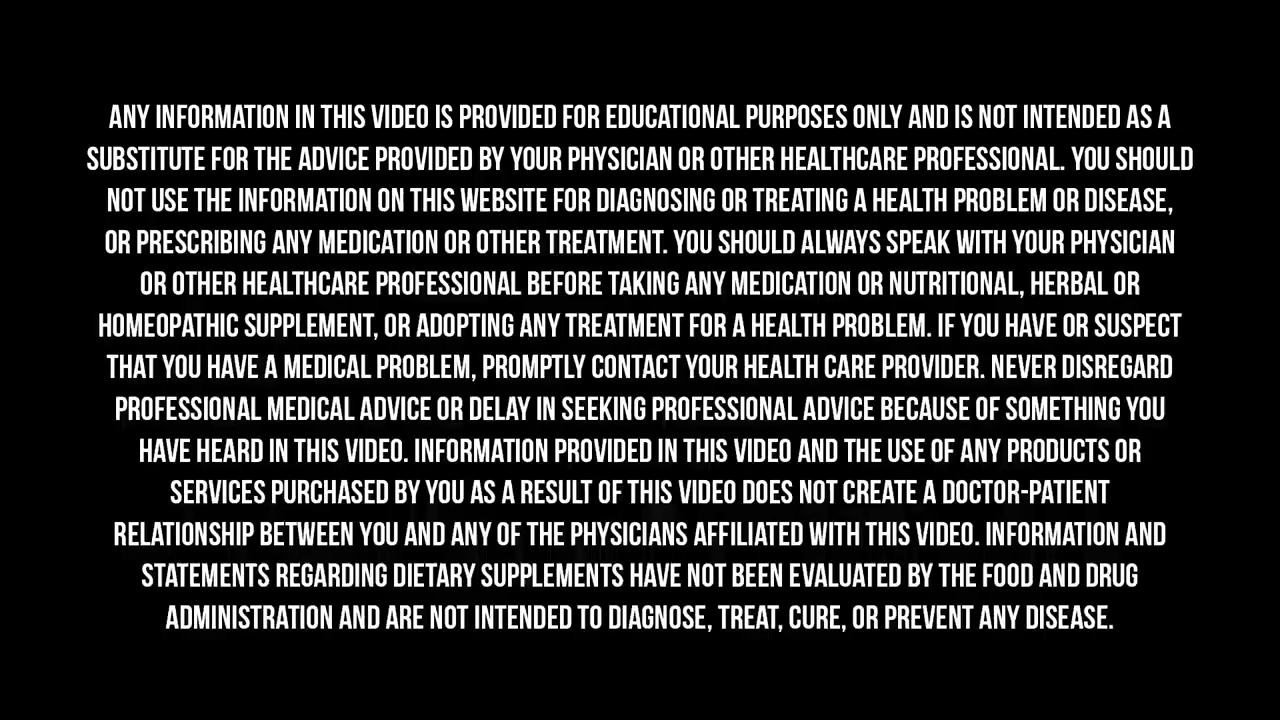 ANY INFORMATION IN THIS VIDEO IS PROVIDED FOR EDUCATIONAL PURPOSES ONLY AND IS NOT INTENDED AS A
SUBSTITUTE FOR THE ADVICE PROVIDED BY YOUR PHYSICIAN OR OTHER HEALTHCARE PROFESSIONAL. YOU SHOULD
NOT USE THE INFORMATION ON THIS WEBSITE FOR DIAGNOSING OR TREATING A HEALTH PROBLEM OR DISEASE,
OR PRESCRIBING ANY MEDICATION OR OTHER TREATMENT. YOU SHOULD ALWAYS SPEAK WITH YOUR PHYSICIAN
OR OTHER HEALTHCARE PROFESSIONAL BEFORE TAKING ANY MEDICATION OR NUTRITIONAL, HERBAL OR
HOMEOPATHIC SUPPLEMENT, OR ADOPTING ANY TREATMENT FOR A HEALTH PROBLEM. IF YOU HAVE OR SUSPECT
THAT YOU HAVE A MEDICAL PROBLEM, PROMPTLY CONTACT YOUR HEALTH CARE PROVIDER. NEVER DISREGARD
PROFESSIONAL MEDICAL ADVICE OR DELAY IN SEEKING PROFESSIONAL ADVICE BECAUSE OF SOMETHING YOU
HAVE HEARD IN THIS VIDEO. INFORMATION PROVIDED IN THIS VIDEO AND THE USE OF ANY PRODUCTS OR
SERVICES PURCHASED BY YOU AS A RESULT OF THIS VIDEO DOES NOT CREATE A DOCTOR-PATIENT
RELATIONSHIP BETWEEN YOU AND ANY OF THE PHYSICIANS AFFILIATED WITH THIS VIDEO. INFORMATION AND
STATEMENTS REGARDING DIETARY SUPPLEMENTS HAVE NOT BEEN EVALUATED BY THE FOOD AND DRUG
ADMINISTRATION AND ARE NOT INTENDED TO DIAGNOSE, TREAT, CURE, OR PREVENT ANY DISEASE.